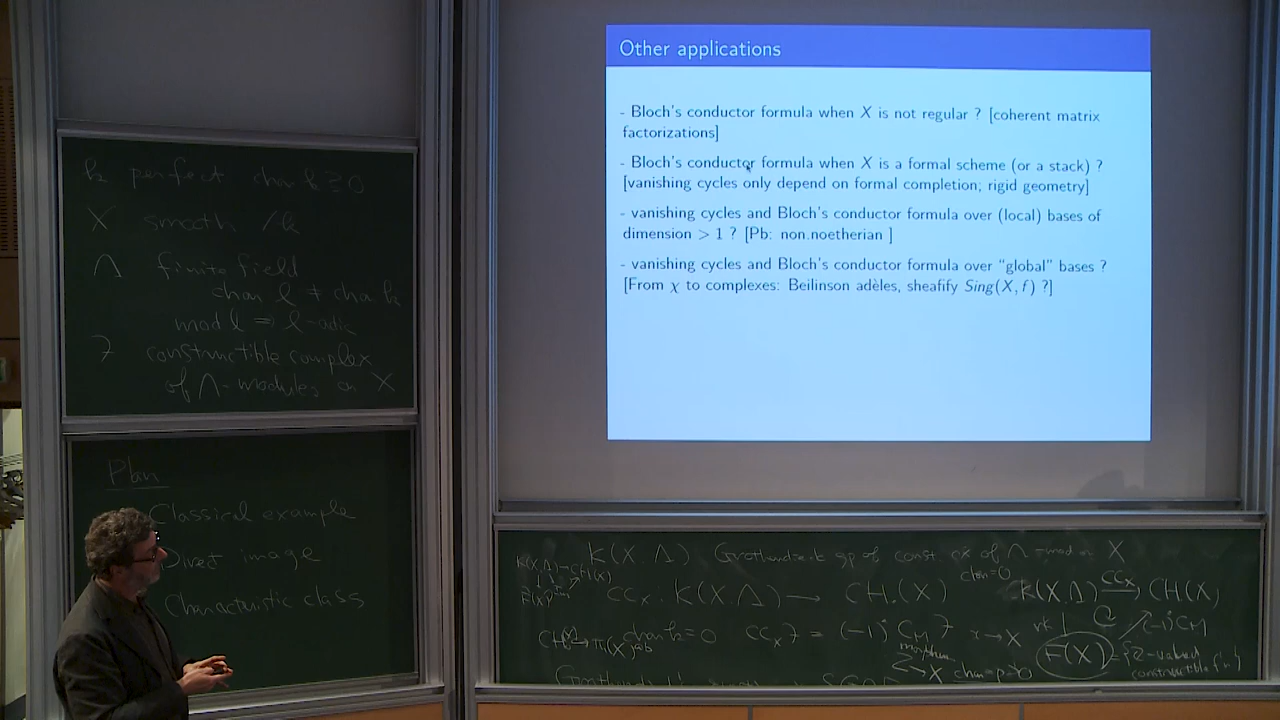 Other applications
- Bloch's conductor formula when X is not regular ? [coherent matrix
factorizations]
- Bloch's conductor formula when X is a formal scheme (or a stack) ?
[vanishing cycles only depend on formal completion; rigid geometry]
- vanishing cycles and Bloch's conductor formula over (local) bases of
dimension > 1 ? [Pb: non.noetherian ]
- vanishing cycles and Bloch's conductor formula over "global" bases ?
[From χ to complexes: Beilinson adèles, sheafify Sing(X, f) ?]
k perfect char k ≥ 0
X smooth /k
Λ finite field
char ℓ ≠ char k
mod ℓ = ℓ-adic
constructible complex
of Λ-modules on X
Plan
Classical example
Direct image
Characteristic class
K(X Λ) Grothendieck gp of const. cx of Λ-mod on X
CC_X : K(X.Λ) → CH.(X)
char=0
K(X.Λ) CC_X → CH(X)
char k=0
F(X) = {Z-valued
constructible f'n}